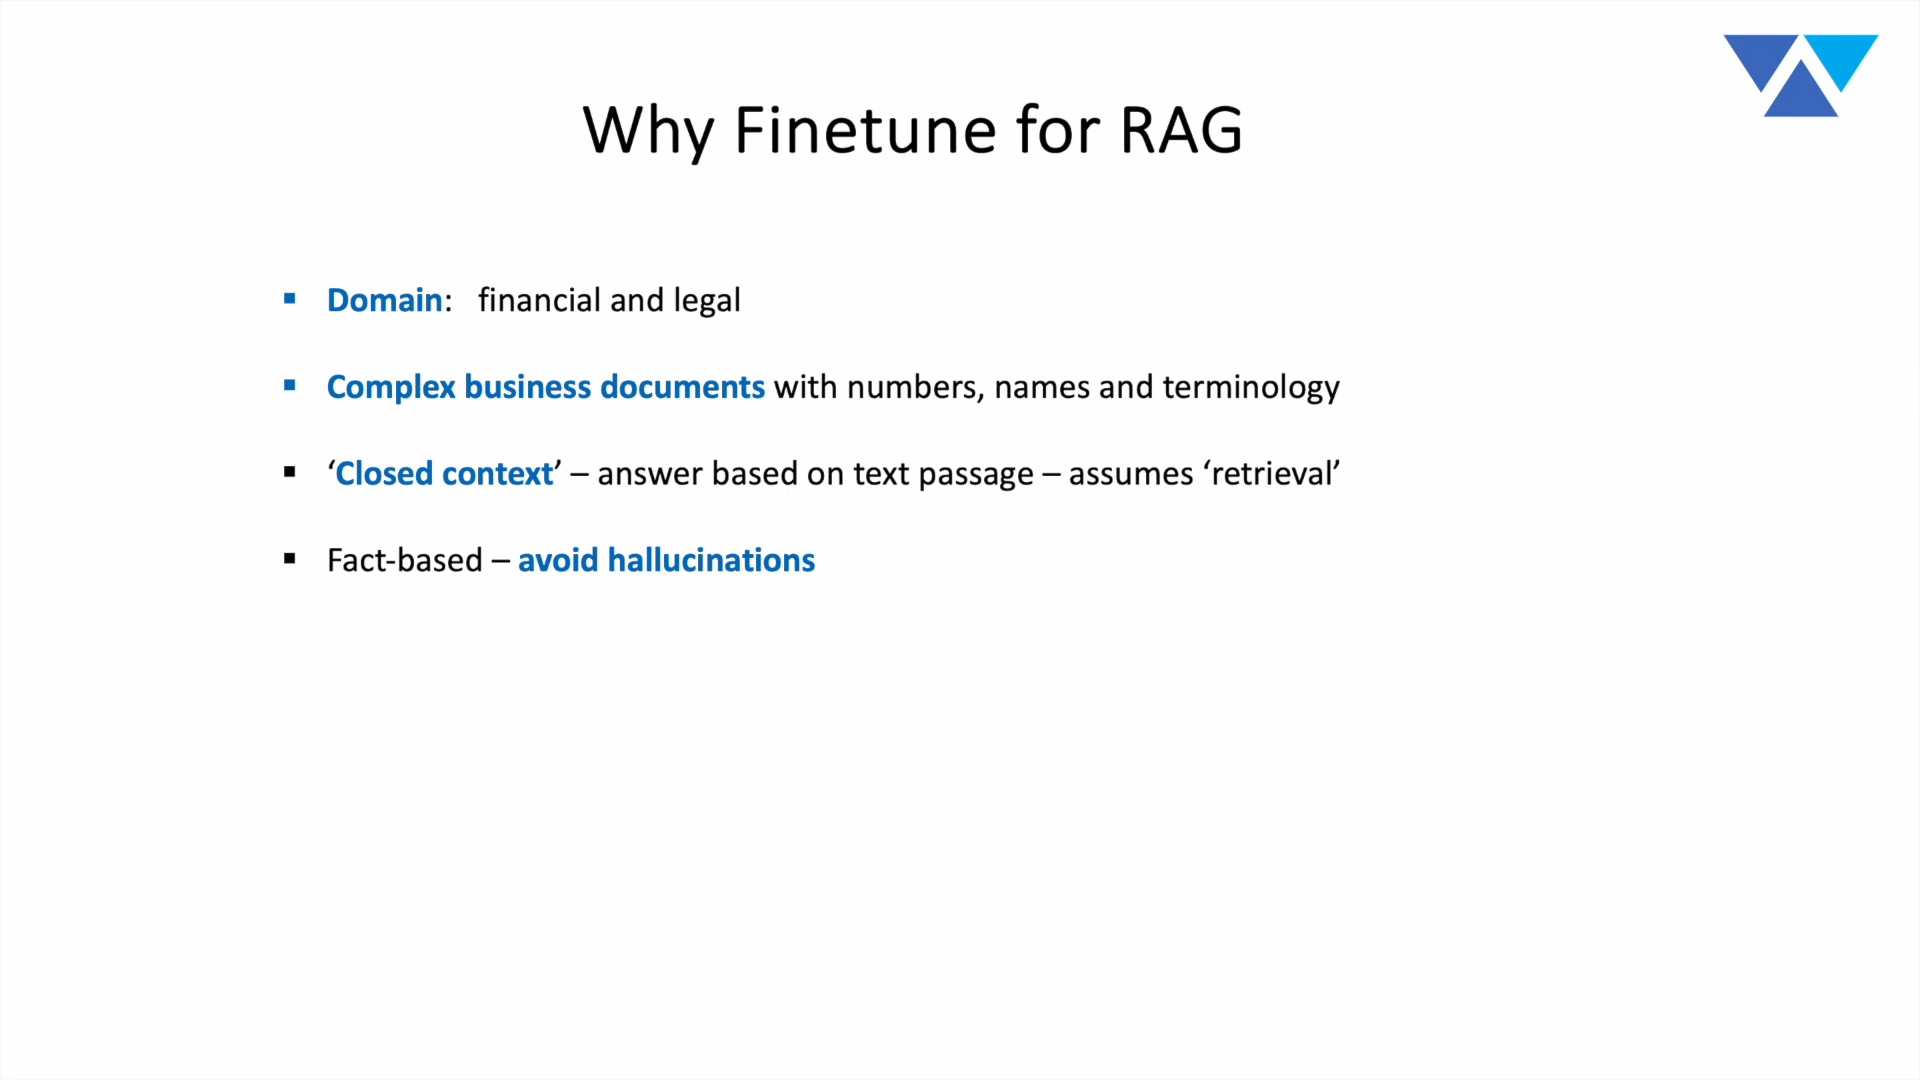 Why Finetune for RAG
▪ Domain: financial and legal
▪ Complex business documents with numbers, names and terminology
▪ ‘Closed context’ – answer based on text passage – assumes ‘retrieval’
▪ Fact-based – avoid hallucinations